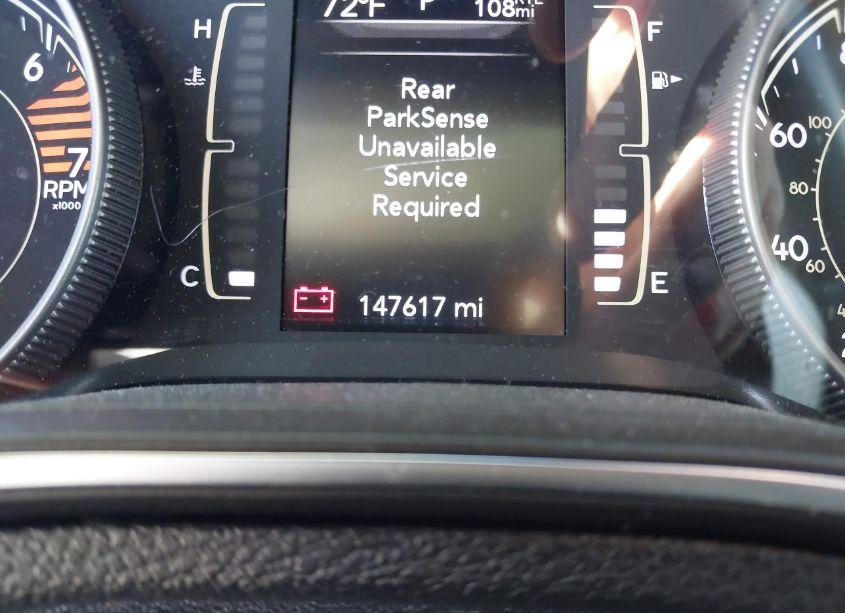 72°F P 108mi
H
F
6
7
RPM
x1000
Rear
ParkSense
Unavailable
Service
Required
C
E
147617 mi
100
60
80
40
60